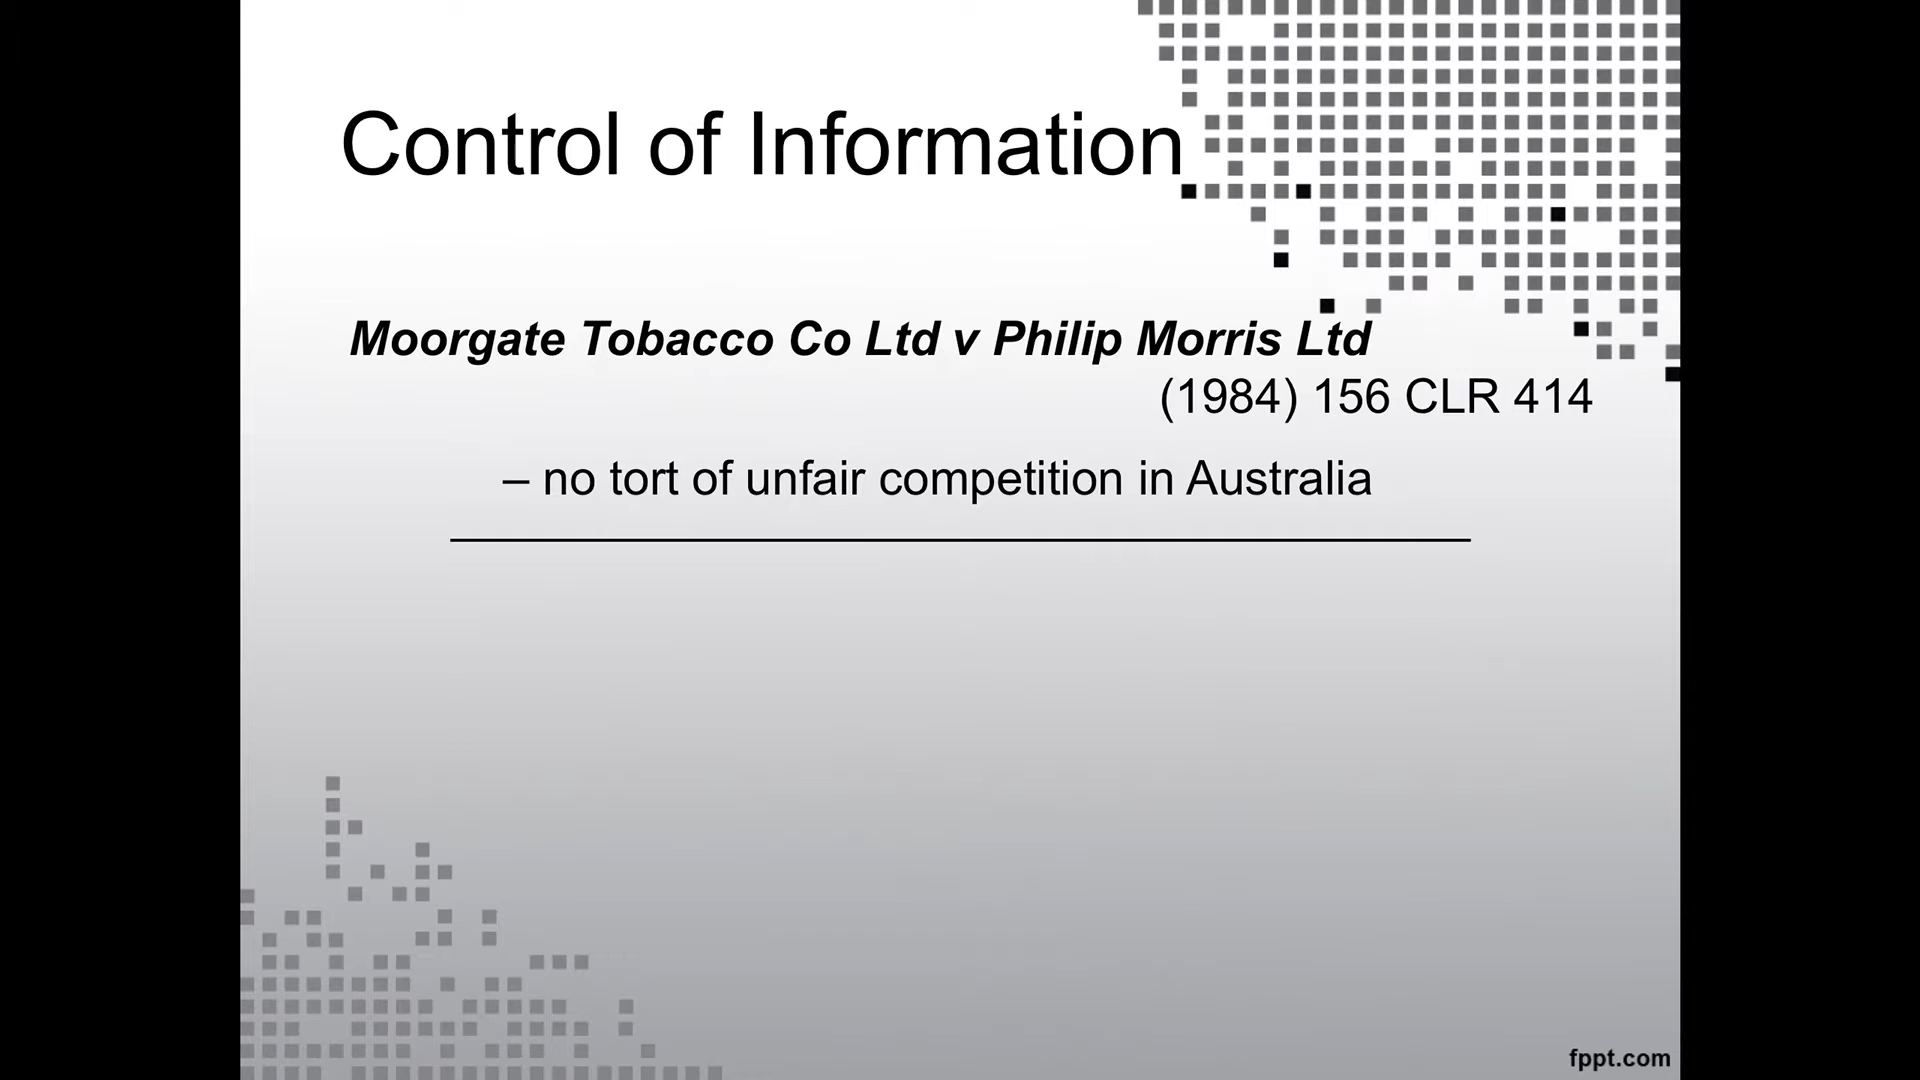 Control of Information
Moorgate Tobacco Co Ltd v Philip Morris Ltd
(1984) 156 CLR 414
– no tort of unfair competition in Australia
fppt.com